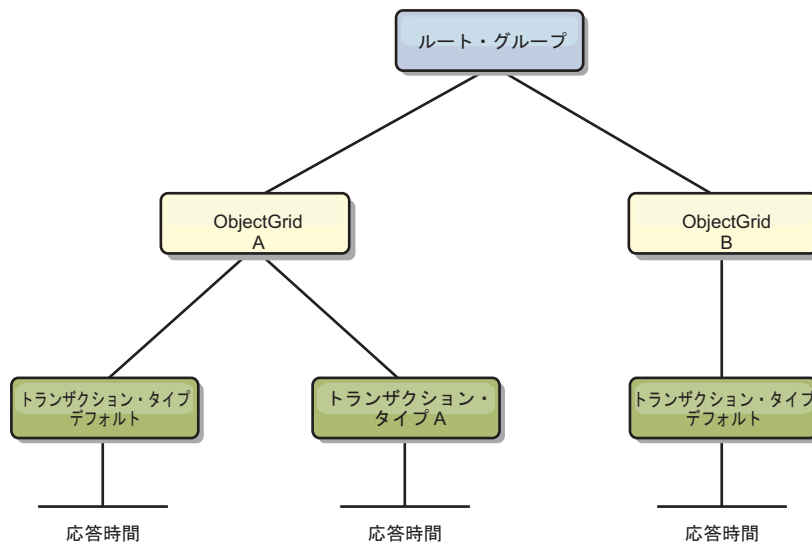 ルート・グループ
ObjectGrid
A
ObjectGrid
B
トランザクション・タイプ
デフォルト
トランザクション・
タイプ A
トランザクション・タイプ
デフォルト
応答時間
応答時間
応答時間